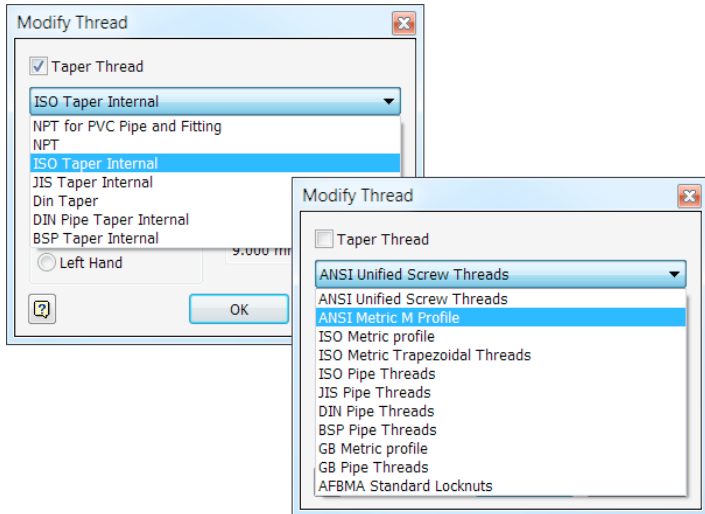 Modify Thread
Taper Thread
ISO Taper Internal
NPT for PVC Pipe and Fitting
NPT
ISO Taper Internal
JIS Taper Internal
Din Taper
DIN Pipe Taper Internal
BSP Taper Internal
Left Hand
OK
Modify Thread
Taper Thread
ANSI Unified Screw Threads
ANSI Unified Screw Threads
ANSI Metric M Profile
ISO Metric profile
ISO Metric Trapezoidal Threads
ISO Pipe Threads
JIS Pipe Threads
DIN Pipe Threads
BSP Pipe Threads
GB Metric profile
GB Pipe Threads
AFBMA Standard Locknuts